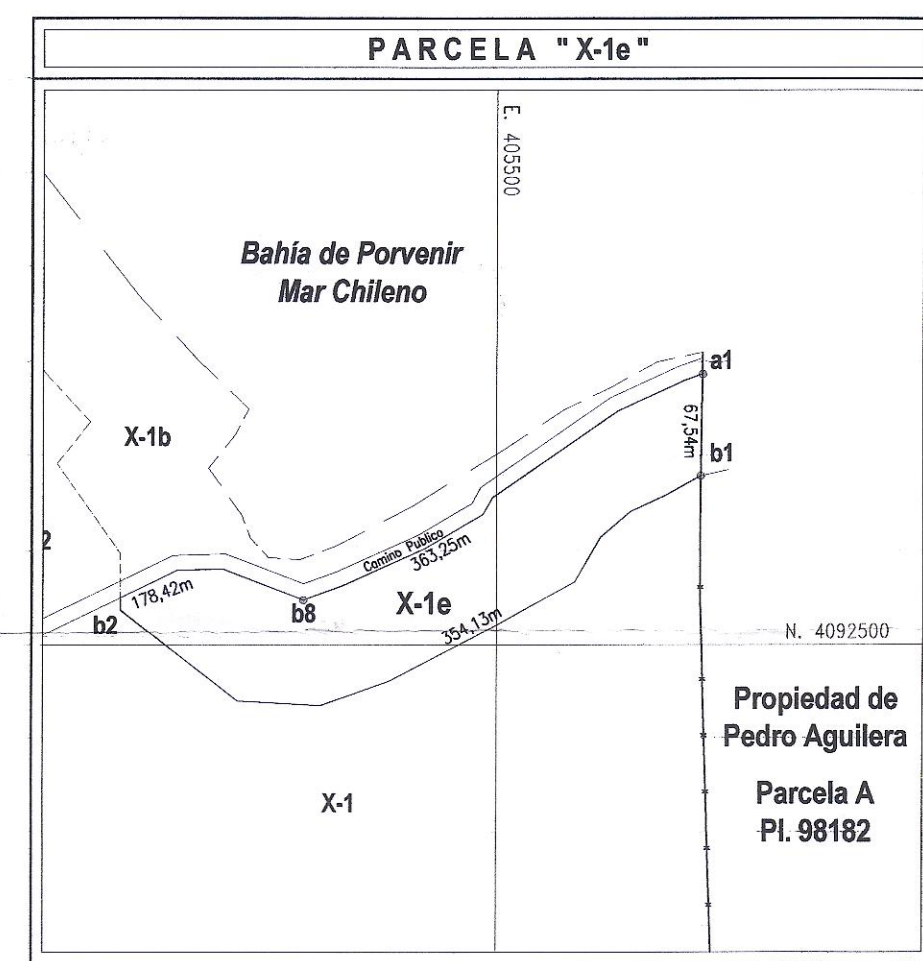 PARCELA "X-1e"
E. 405500
Bahía de Porvenir
Mar Chileno
a1
67,54m
b1
X-1b
2
Camino Publico
363,25m
178,42m
b8
X-1e
b2
354,13m
N. 4092500
Propiedad de
Pedro Aguilera
Parcela A
Pl. 98182
X-1